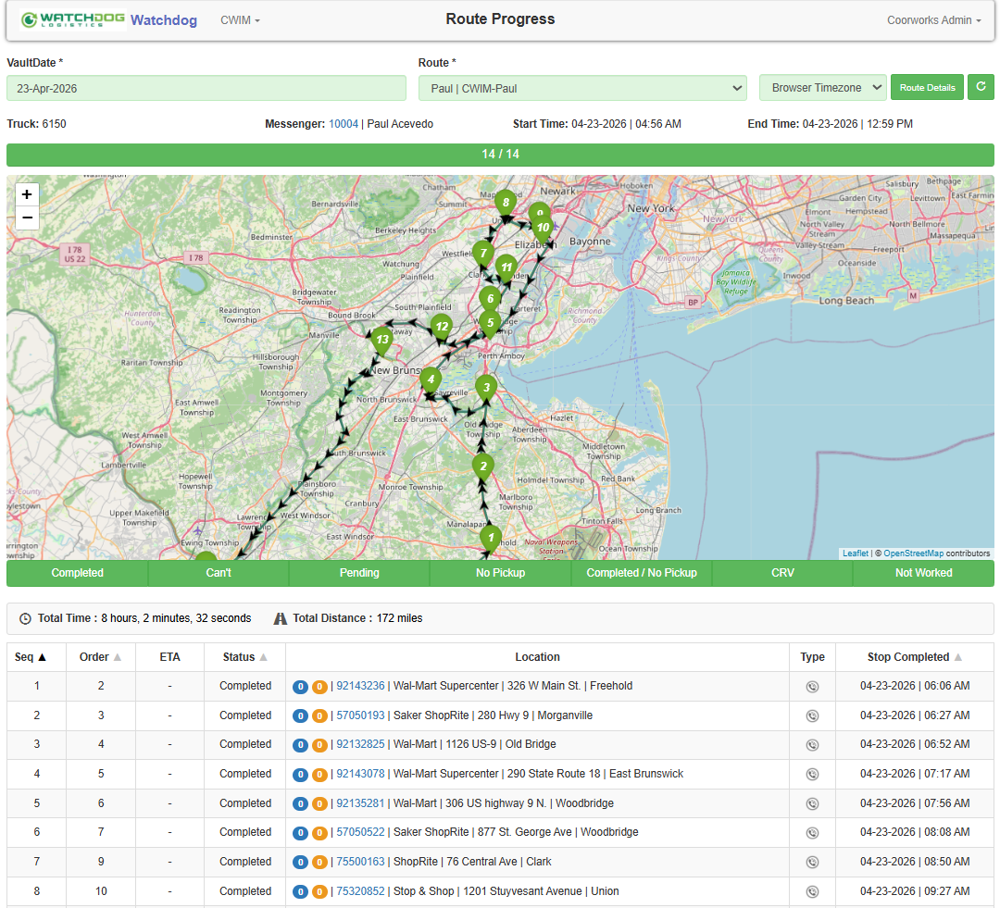 WATCHDOG
LOGISTICS
Watchdog
CWIM
Route Progress
Coorworks Admin
VaultDate *
Route *
23-Apr-2026
Paul | CWIM-Paul
Browser Timezone
Route Details
Truck: 6150
Messenger: 10004 | Paul Acevedo
Start Time: 04-23-2026 | 04:56 AM
End Time: 04-23-2026 | 12:59 PM
14 / 14
+
−
Chatham
Newark
Hoboken
Salisbury
Bethpage
Bernardsville
Summit
New York
New York
Garden City
Levittown
East Farming
Elmont
Hempstead
Berkeley Heights
North Valley Stream
North Bellmore
Massapequa
Bedminster
Elizabeth
Bayonne
Valley Stream
Freeport
I 78
US 22
I 78
Westfield
Kings County
Queens County
Oceanside
Watchung
Plainfield
Jamaica Bay Wildlife Refuge
Inwood
Bridgewater Township
South Plainfield
Carteret
Richmond County
BP
M
Long Beach
Readington Township
Hunterdon County
Bound Brook
Manville
Perth Amboy
Hillsborough Township
Raritan Township
New Brunswick
Montgomery Township
North Brunswick
Sayreville
East Amwell Township
East Brunswick
Hazlet
Old Bridge Township
Aberdeen Township
West Amwell Township
Middletown Township
Lambertville
South Brunswick
Hopewell Township
Plainsboro Township
Monroe Township
Holmdel Township
Red Bank
Cranbury
Marlboro Township
Upper Makefield Township
West Windsor
Long Branch
Manalapan
Tinton Falls
East Windsor
Ewing Township
Naval Weapons Station
Ocean Township
8
9
10
7
11
6
5
12
13
4
3
2
1
Leaflet | © OpenStreetMap contributors
Completed
Can't
Pending
No Pickup
Completed / No Pickup
CRV
Not Worked
Total Time : 8 hours, 2 minutes, 32 seconds
Total Distance : 172 miles
Seq ▲ Order ▲ ETA Status ▲ Location Type Stop Completed ▲
1 2 - Completed 0 0 | 92143236 | Wal-Mart Supercenter | 326 W Main St. | Freehold 04-23-2026 | 06:06 AM
2 3 - Completed 0 0 | 57050193 | Saker ShopRite | 280 Hwy 9 | Morganville 04-23-2026 | 06:27 AM
3 4 - Completed 0 0 | 92132825 | Wal-Mart | 1126 US-9 | Old Bridge 04-23-2026 | 06:52 AM
4 5 - Completed 0 0 | 92143078 | Wal-Mart Supercenter | 290 State Route 18 | East Brunswick 04-23-2026 | 07:17 AM
5 6 - Completed 0 0 | 92135281 | Wal-Mart | 306 US highway 9 N. | Woodbridge 04-23-2026 | 07:56 AM
6 7 - Completed 0 0 | 57050522 | Saker ShopRite | 877 St. George Ave | Woodbridge 04-23-2026 | 08:08 AM
7 9 - Completed 0 0 | 75500163 | ShopRite | 76 Central Ave | Clark 04-23-2026 | 08:50 AM
8 10 - Completed 0 0 | 75320852 | Stop & Shop | 1201 Stuyvesant Avenue | Union 04-23-2026 | 09:27 AM